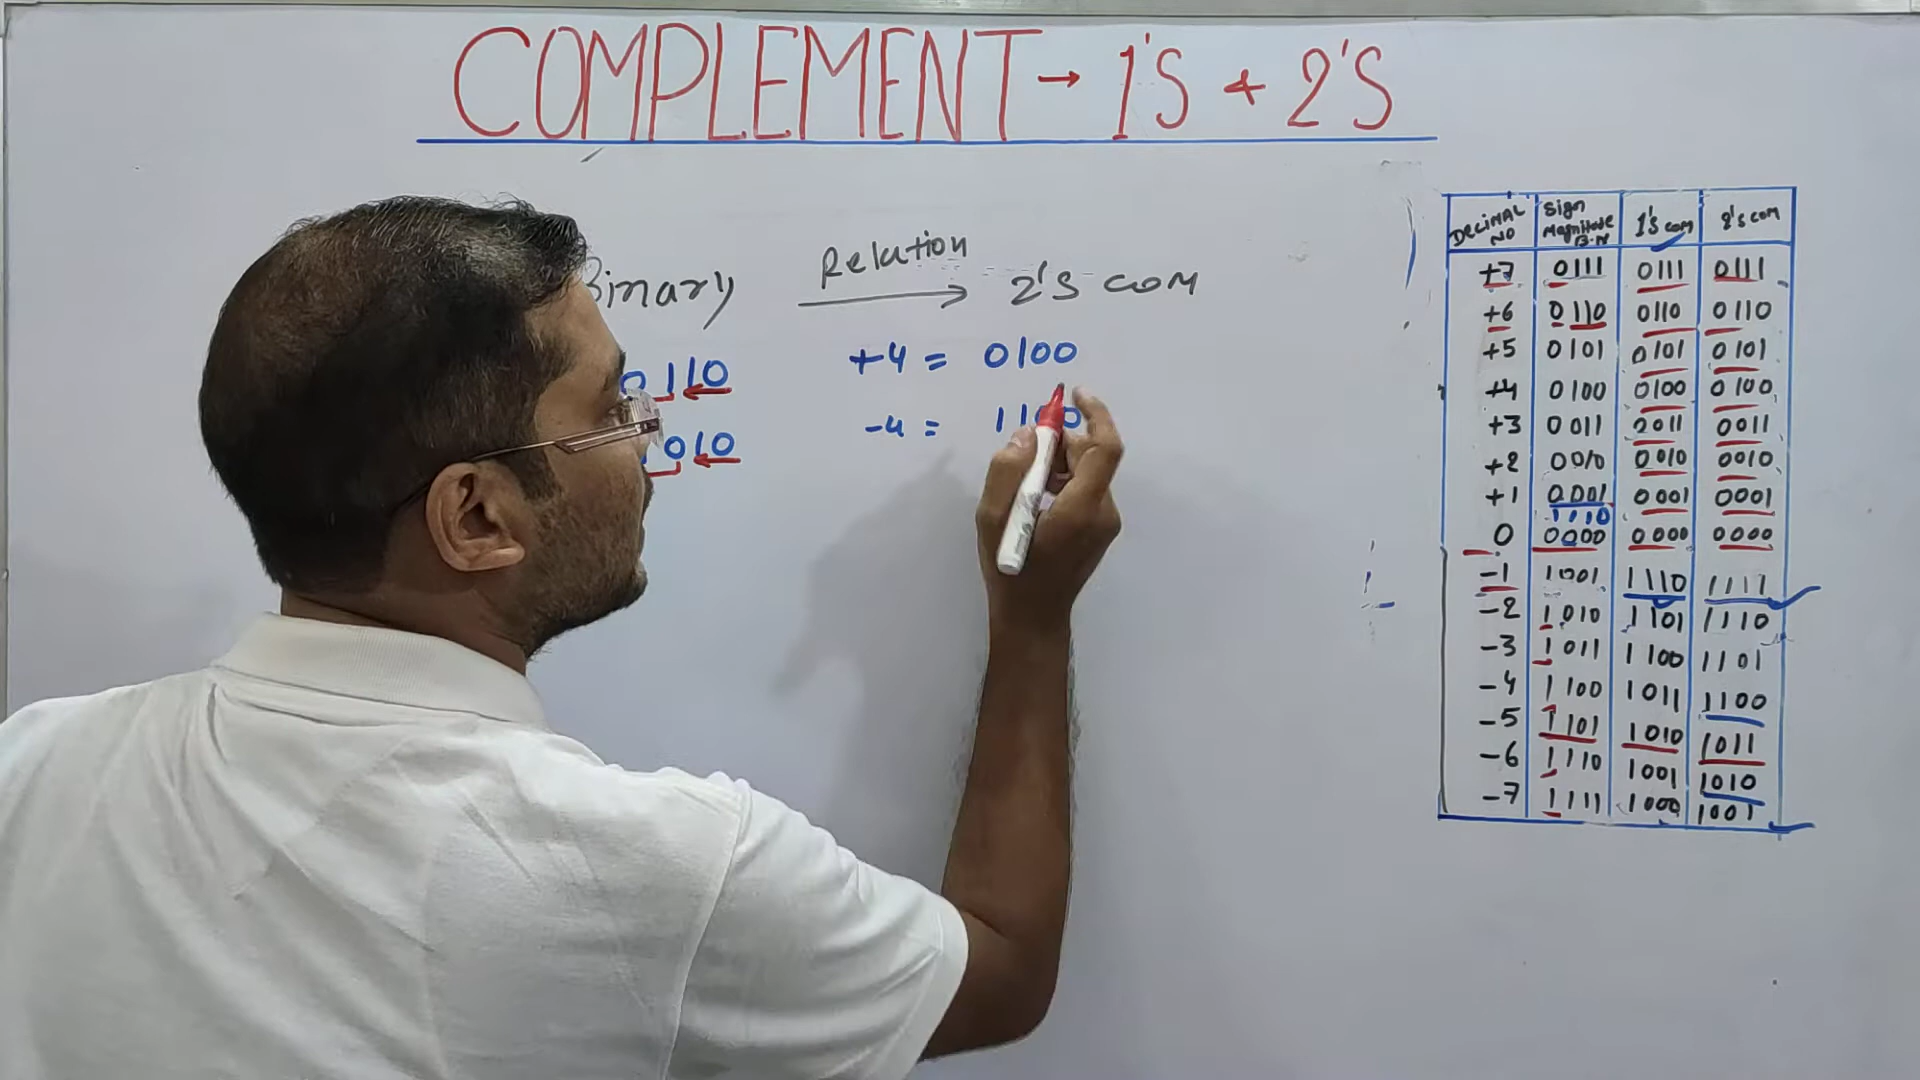 COMPLEMENT → 1'S + 2'S
Binary Relation 2'S COM
0110
010
+4 = 0100
-4 = 1100
DECIMAL NO Sign Magnitude B.N 1'S COM 2'S COM
+7 0111 0111 0111
+6 0110 0110 0110
+5 0101 0101 0101
+4 0100 0100 0100
+3 0011 0011 0011
+2 0010 0010 0010
+1 0001 0001 0001
1110
0 0000 0000 0000
-1 1001 1110 1111
-2 1010 1101 1110
-3 1011 1100 1101
-4 1100 1011 1100
-5 1101 1010 1011
-6 1110 1001 1010
-7 1111 1000 1001